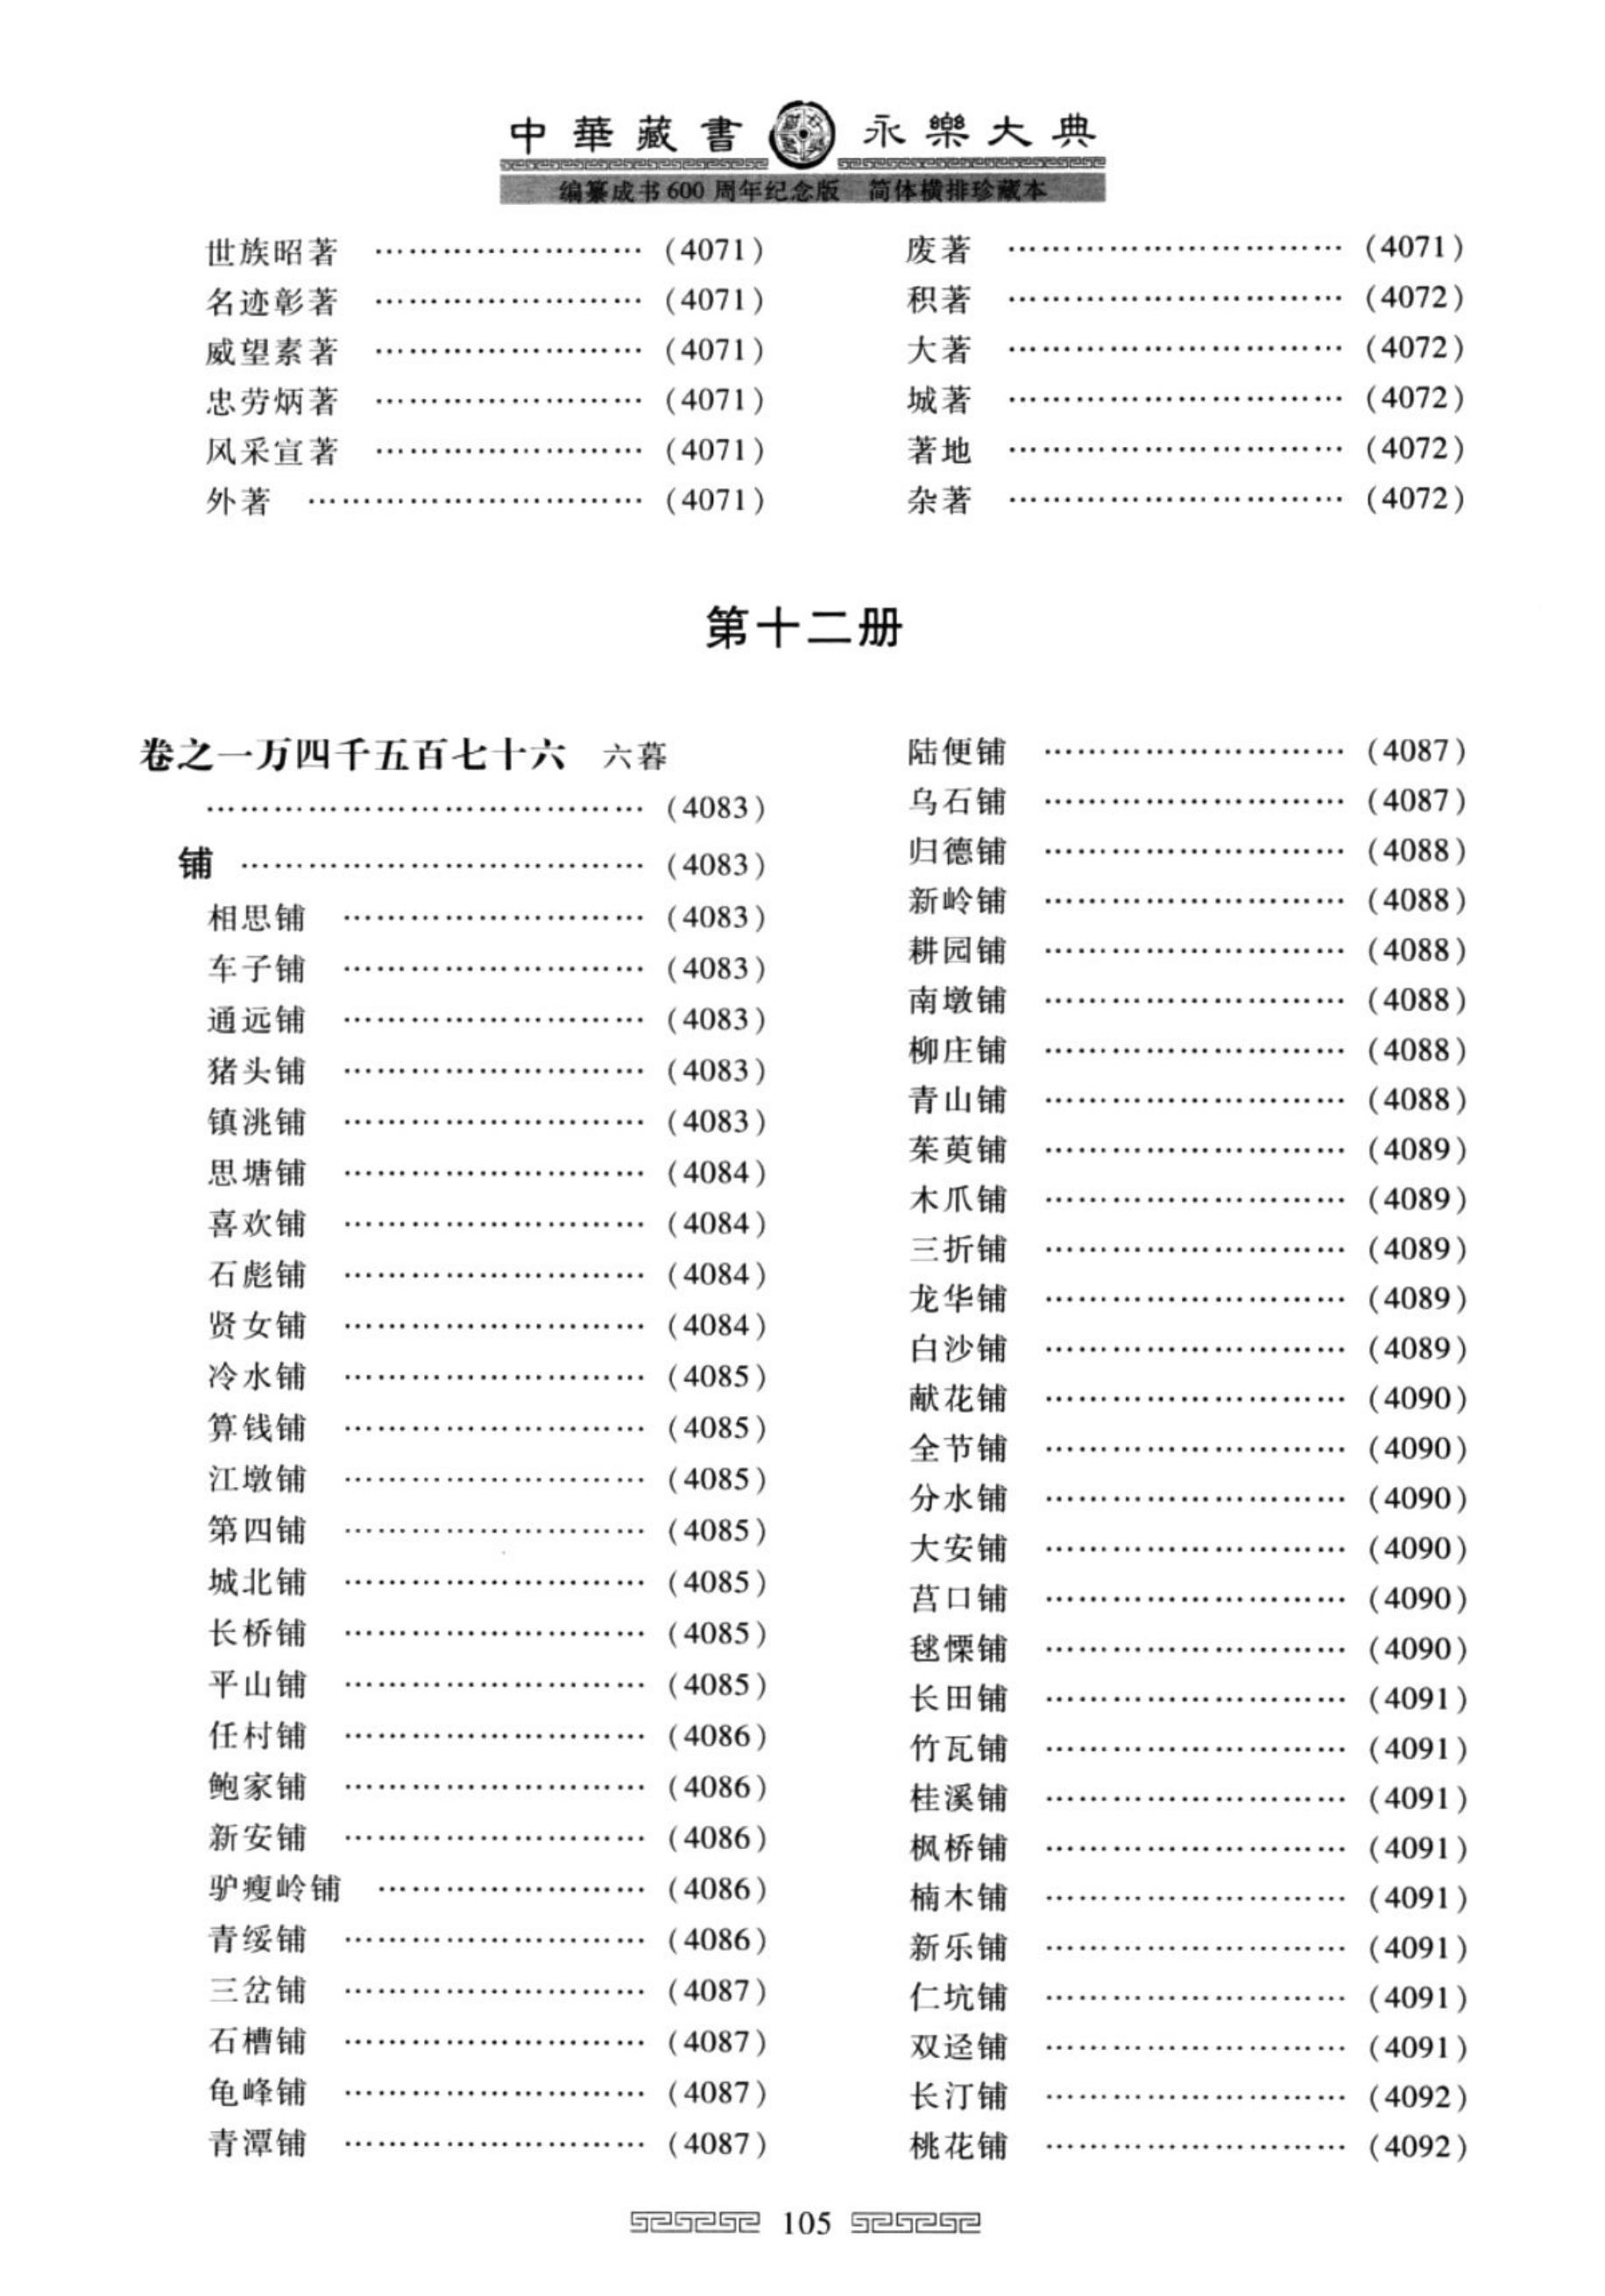 中華藏書 永樂大典
编纂成书600周年纪念版 简体横排珍藏本
世族昭著 …………………… (4071)
名迹彰著 …………………… (4071)
威望素著 …………………… (4071)
忠劳炳著 …………………… (4071)
风采宣著 …………………… (4071)
外著 ………………………… (4071)
废著 ………………………… (4071)
积著 ………………………… (4072)
大著 ………………………… (4072)
城著 ………………………… (4072)
著地 ………………………… (4072)
杂著 ………………………… (4072)
第十二册
卷之一万四千五百七十六 六暮
………………………………… (4083)
铺 ……………………………… (4083)
相思铺 ……………………… (4083)
车子铺 ……………………… (4083)
通远铺 ……………………… (4083)
猪头铺 ……………………… (4083)
镇洮铺 ……………………… (4083)
思塘铺 ……………………… (4084)
喜欢铺 ……………………… (4084)
石彪铺 ……………………… (4084)
贤女铺 ……………………… (4084)
冷水铺 ……………………… (4085)
算钱铺 ……………………… (4085)
江墩铺 ……………………… (4085)
第四铺 ……………………… (4085)
城北铺 ……………………… (4085)
长桥铺 ……………………… (4085)
平山铺 ……………………… (4085)
任村铺 ……………………… (4086)
鲍家铺 ……………………… (4086)
新安铺 ……………………… (4086)
驴瘦岭铺 …………………… (4086)
青绥铺 ……………………… (4086)
三岔铺 ……………………… (4087)
石槽铺 ……………………… (4087)
龟峰铺 ……………………… (4087)
青潭铺 ……………………… (4087)
陆便铺 ……………………… (4087)
乌石铺 ……………………… (4087)
归德铺 ……………………… (4088)
新岭铺 ……………………… (4088)
耕园铺 ……………………… (4088)
南墩铺 ……………………… (4088)
柳庄铺 ……………………… (4088)
青山铺 ……………………… (4088)
茱萸铺 ……………………… (4089)
木爪铺 ……………………… (4089)
三折铺 ……………………… (4089)
龙华铺 ……………………… (4089)
白沙铺 ……………………… (4089)
献花铺 ……………………… (4090)
全节铺 ……………………… (4090)
分水铺 ……………………… (4090)
大安铺 ……………………… (4090)
莒口铺 ……………………… (4090)
毬慄铺 ……………………… (4090)
长田铺 ……………………… (4091)
竹瓦铺 ……………………… (4091)
桂溪铺 ……………………… (4091)
枫桥铺 ……………………… (4091)
楠木铺 ……………………… (4091)
新乐铺 ……………………… (4091)
仁坑铺 ……………………… (4091)
双迳铺 ……………………… (4091)
长汀铺 ……………………… (4092)
桃花铺 ……………………… (4092)
105